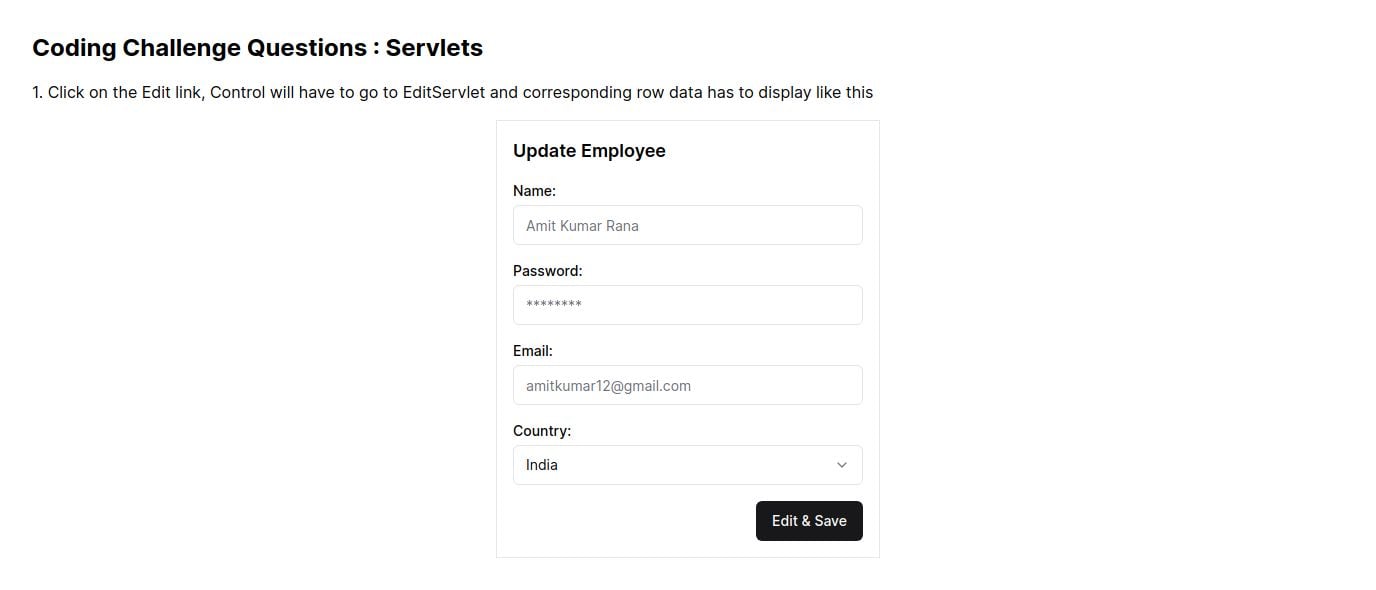 Coding Challenge Questions : Servlets
1. Click on the Edit link, Control will have to go to EditServlet and corresponding row data has to display like this
Update Employee
Name:
Amit Kumar Rana
Password:
********
Email:
amitkumar12@gmail.com
Country:
India
Edit & Save